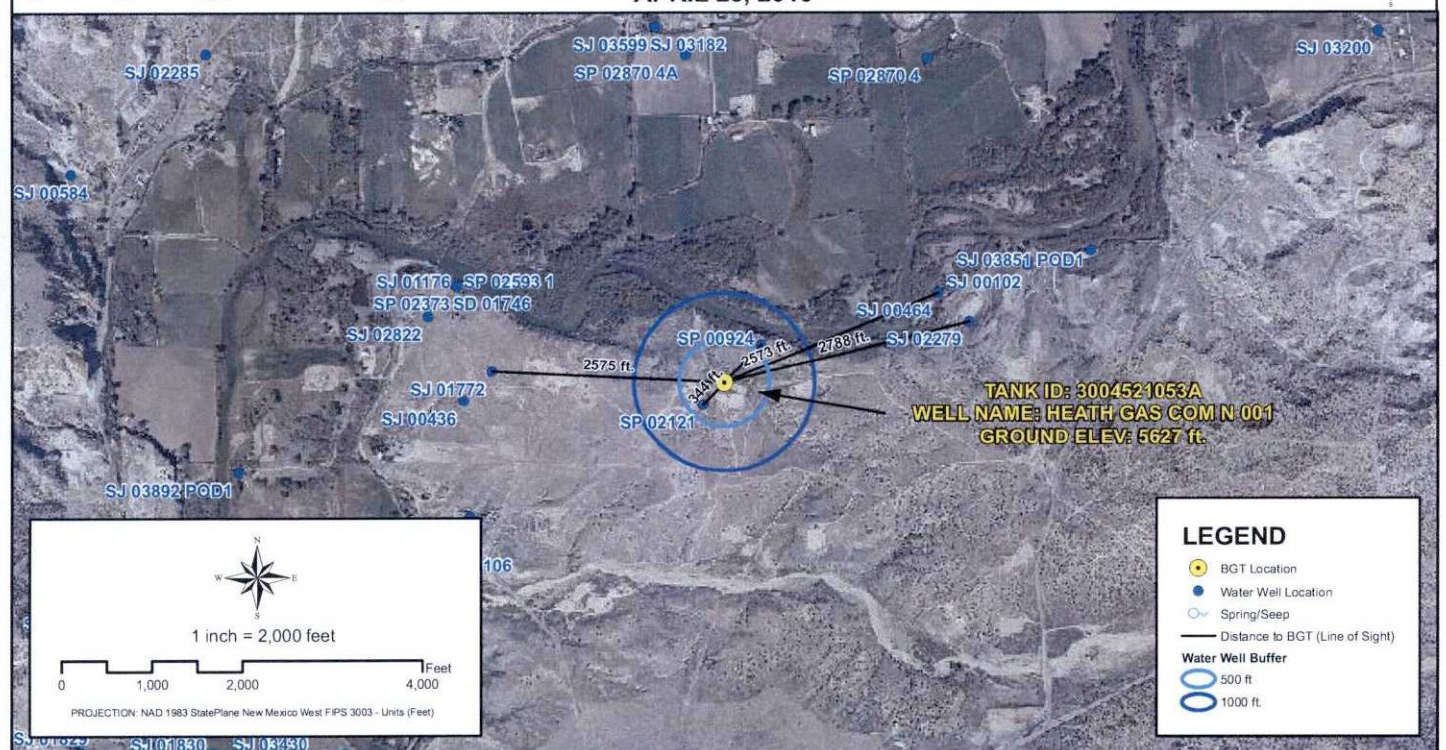 SJ 03599 SJ 03182
SJ 03200
SJ 02285
SP 02870 4A
SP 02870 4
SJ 00584
SJ 03851 POD1
SJ 01176 SP 02593 1
SJ 00102
SP 02373 SD 01746
SJ 00464
SJ 02822
SP 00924
SJ 02279
2573 ft.
2788 ft.
2575 ft.
344 ft.
SJ 01772
SJ 00436
SP 02121
TANK ID: 3004521053A
WELL NAME: HEATH GAS COM N 001
GROUND ELEV: 5627 ft.
SJ 03892 POD1
106
N
W E
S
1 inch = 2,000 feet
Feet
0 1,000 2,000 4,000
PROJECTION: NAD 1983 StatePlane New Mexico West FIPS 3003 - Units (Feet)
LEGEND
BGT Location
Water Well Location
Spring/Seep
Distance to BGT (Line of Sight)
Water Well Buffer
500 ft
1000 ft.
SJ 01830 SJ 03430